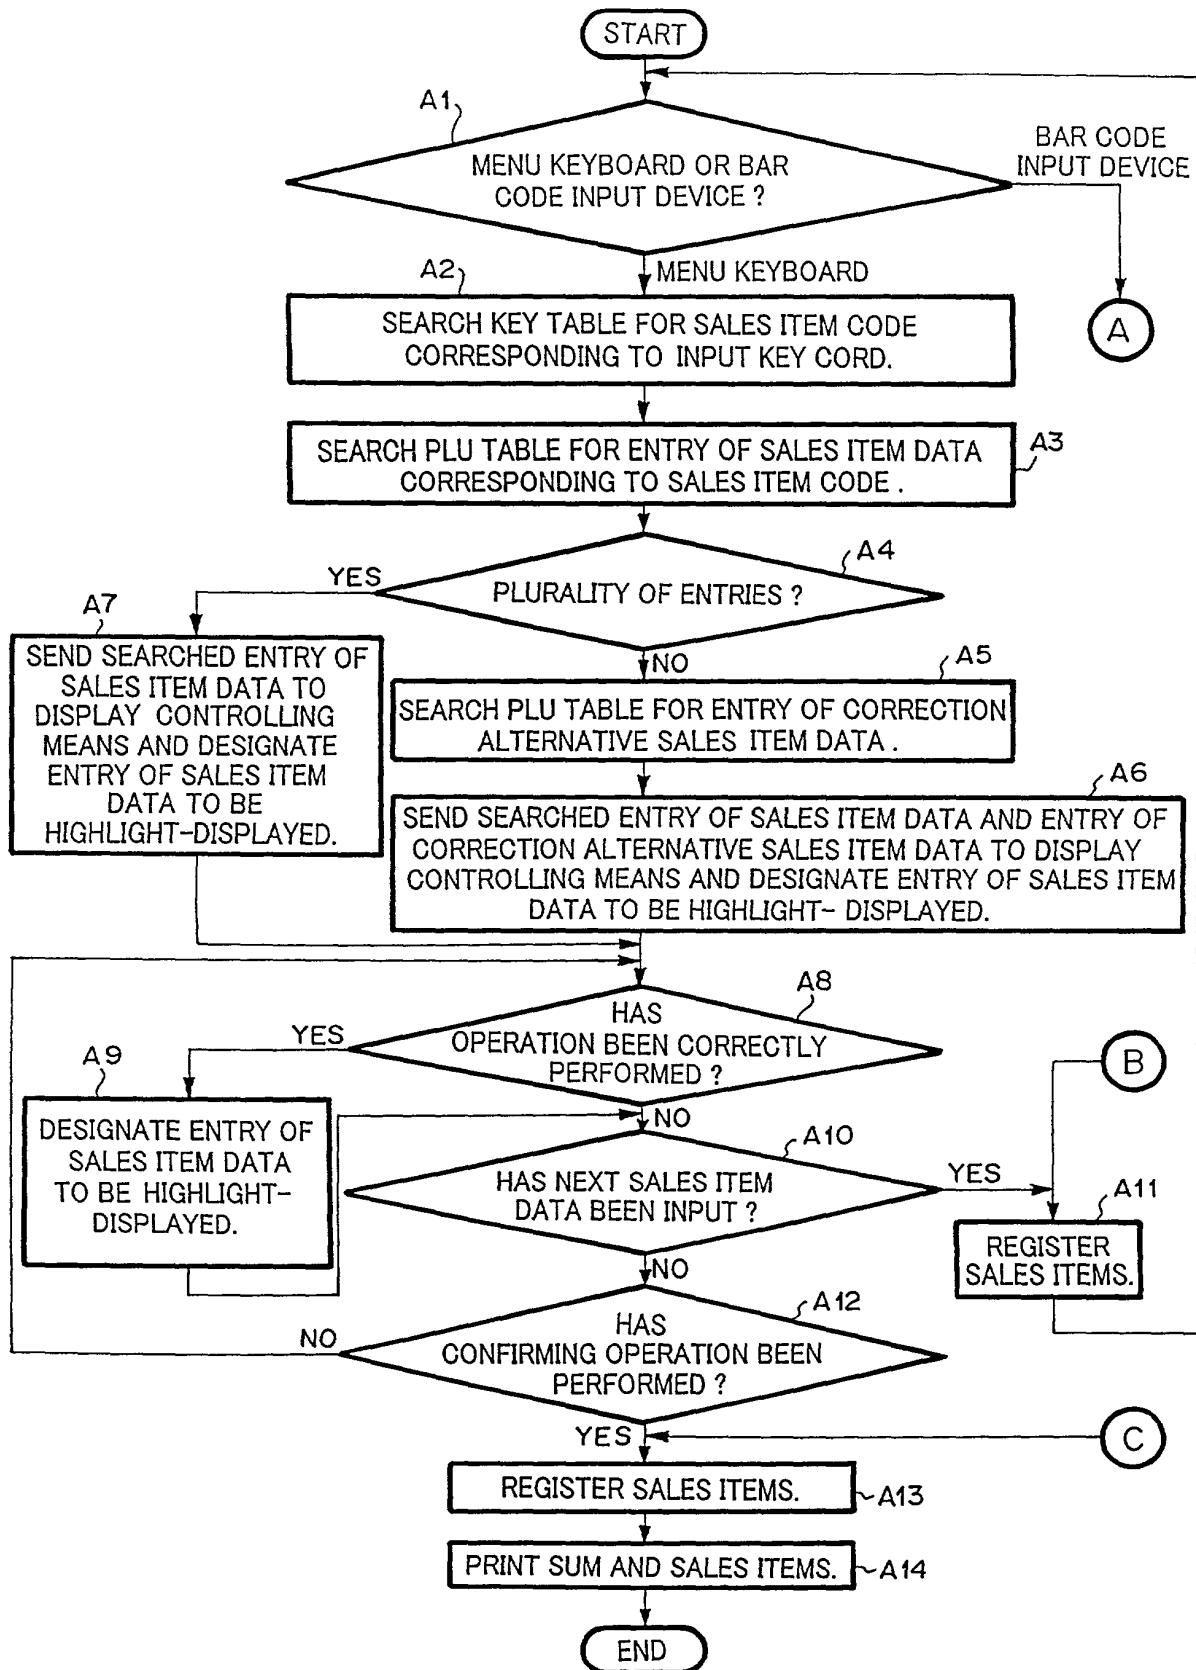 START
A1
MENU KEYBOARD OR BAR
CODE INPUT DEVICE ?
BAR CODE
INPUT DEVICE
A
MENU KEYBOARD
A2
SEARCH KEY TABLE FOR SALES ITEM CODE
CORRESPONDING TO INPUT KEY CORD.
A3
SEARCH PLU TABLE FOR ENTRY OF SALES ITEM DATA
CORRESPONDING TO SALES ITEM CODE .
A4
PLURALITY OF ENTRIES ?
YES
NO
A7
SEND SEARCHED ENTRY OF
SALES ITEM DATA TO
DISPLAY CONTROLLING
MEANS AND DESIGNATE
ENTRY OF SALES ITEM
DATA TO BE
HIGHLIGHT-DISPLAYED.
A5
SEARCH PLU TABLE FOR ENTRY OF CORRECTION
ALTERNATIVE SALES ITEM DATA .
A6
SEND SEARCHED ENTRY OF SALES ITEM DATA AND ENTRY OF
CORRECTION ALTERNATIVE SALES ITEM DATA TO DISPLAY
CONTROLLING MEANS AND DESIGNATE ENTRY OF SALES ITEM
DATA TO BE HIGHLIGHT- DISPLAYED.
A8
HAS
OPERATION BEEN CORRECTLY
PERFORMED ?
YES
NO
A9
DESIGNATE ENTRY OF
SALES ITEM DATA
TO BE HIGHLIGHT-
DISPLAYED.
B
A10
HAS NEXT SALES ITEM
DATA BEEN INPUT ?
YES
NO
A11
REGISTER
SALES ITEMS.
A12
HAS
CONFIRMING OPERATION BEEN
PERFORMED ?
NO
YES
C
REGISTER SALES ITEMS.
A13
PRINT SUM AND SALES ITEMS.
A14
END